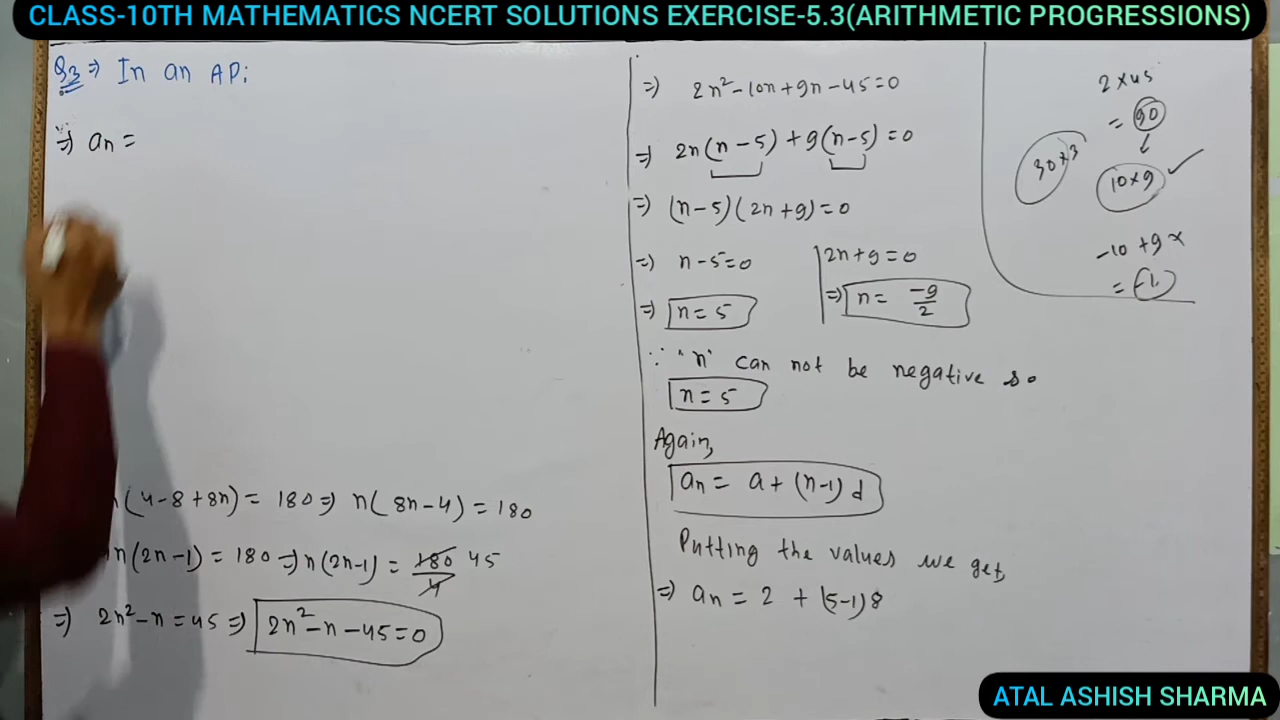 CLASS-10TH MATHEMATICS NCERT SOLUTIONS EXERCISE-5.3(ARITHMETIC PROGRESSIONS)
Q3 ⇒ In an AP:
⇒ an =
n(4-8+8n) = 180 ⇒ n(8n-4) = 180
n(2n-1) = 180 ⇒ n(2n-1) = 180/4 45
⇒ 2n²-n=45 ⇒ 2n²-n-45=0
⇒ 2n²-10n+9n-45=0
⇒ 2n(n-5)+9(n-5)=0
⇒ (n-5)(2n+9)=0
⇒ n-5=0 2n+9=0
⇒ n=5 ⇒ n= -9/2
∵ 'n' can not be negative so
n=5
Again,
an = a+(n-1)d
Putting the values we get,
⇒ an = 2 + (5-1)8
2×45
= 90
↓
30×3 10×9 ✓
-10+9x
= -1
ATAL ASHISH SHARMA